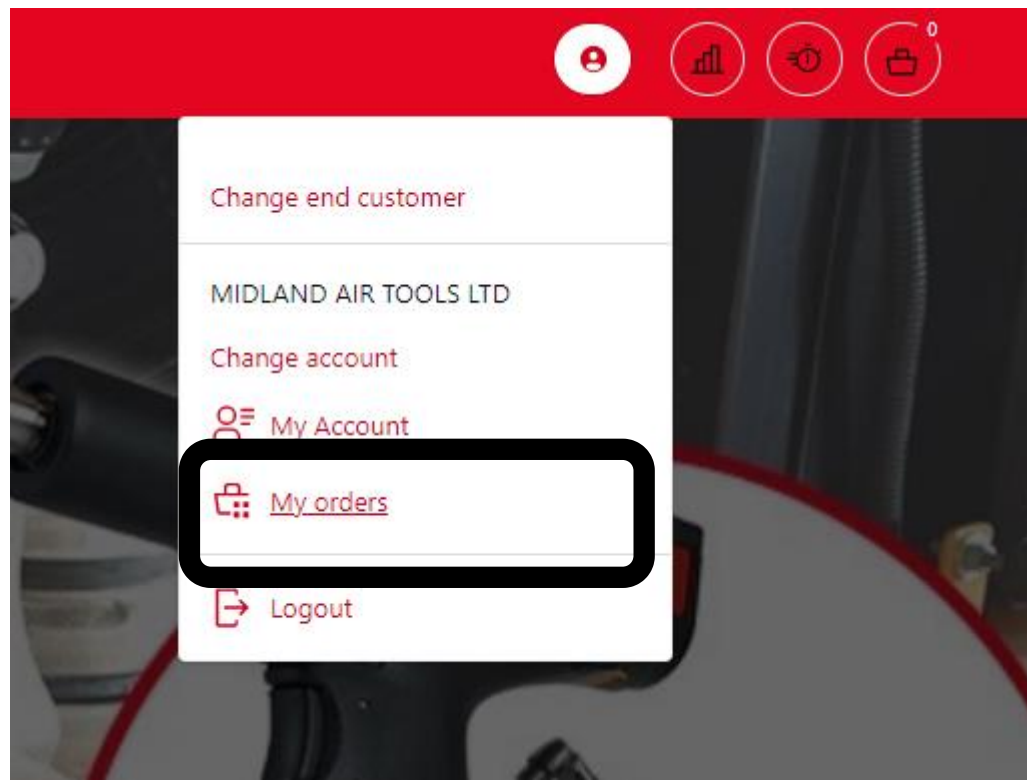 0
Change end customer
MIDLAND AIR TOOLS LTD
Change account
My Account
My orders
Logout